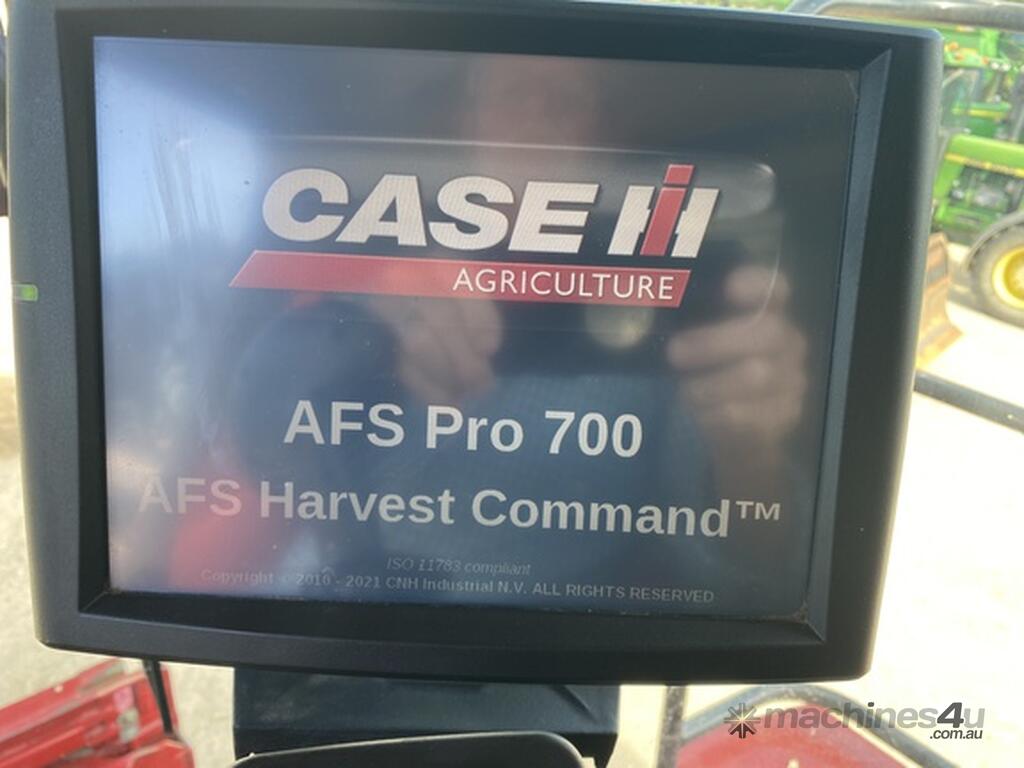 CASE IH
AGRICULTURE
AFS Pro 700
AFS Harvest Command™
ISO 11783 compliant
Copyright © 2010 - 2021 CNH Industrial N.V. ALL RIGHTS RESERVED
machines4u
.com.au